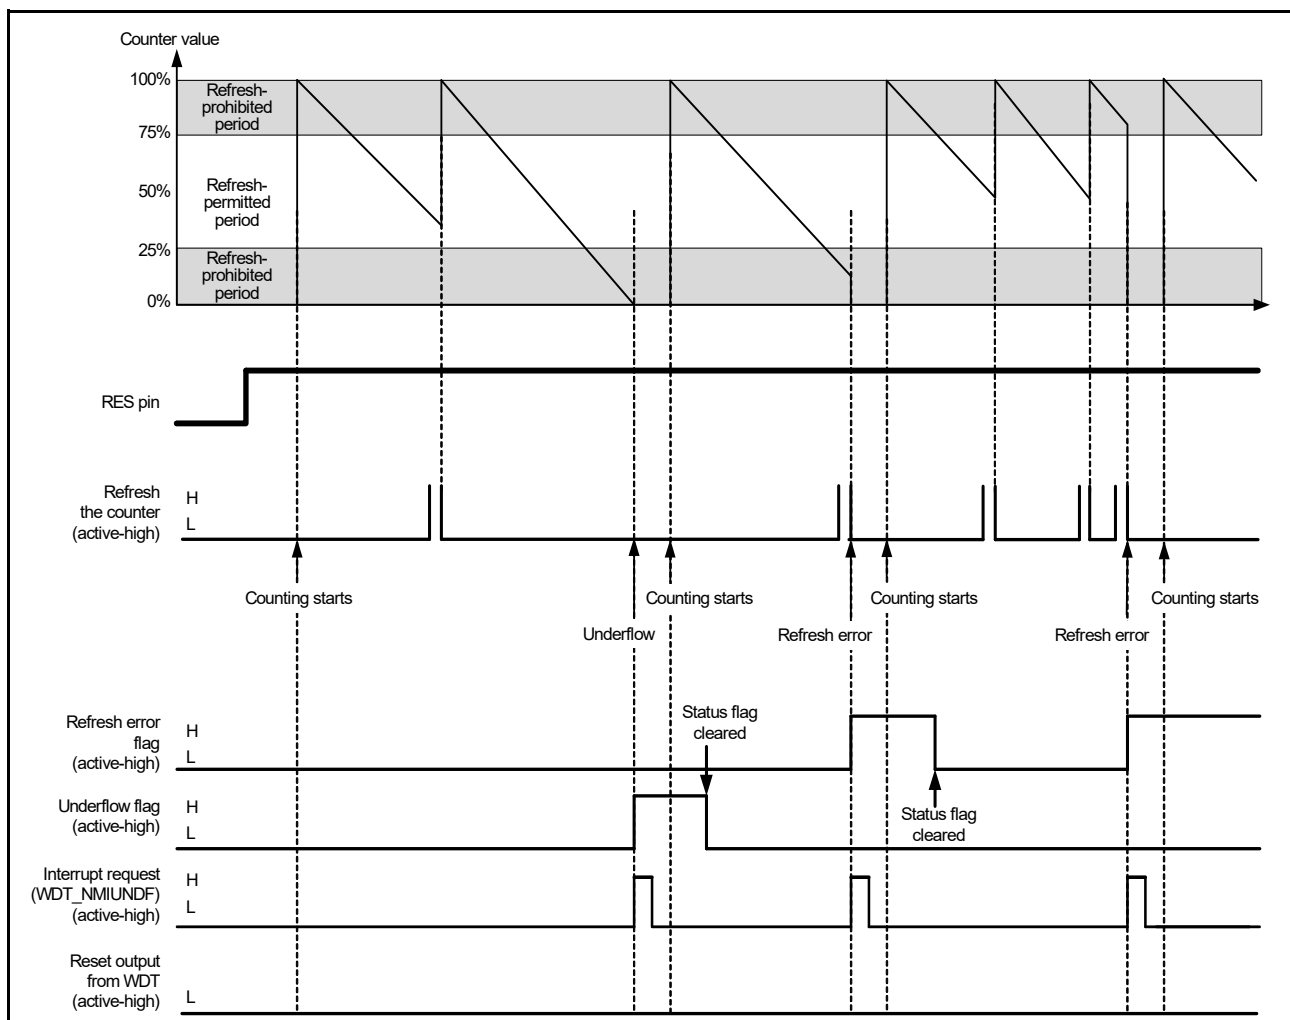 Counter value
100%
Refresh-
prohibited
period
75%
50%
Refresh-
permitted
period
25%
Refresh-
prohibited
period
0%
RES pin
Refresh
the counter
(active-high)
H
L
Counting starts
Counting starts
Counting starts
Counting starts
Underflow
Refresh error
Refresh error
Refresh error
flag
(active-high)
H
L
Status flag
cleared
Underflow flag
(active-high)
H
L
Status flag
cleared
Interrupt request
(WDT_NMIUNDF)
(active-high)
H
L
Reset output
from WDT
(active-high)
L